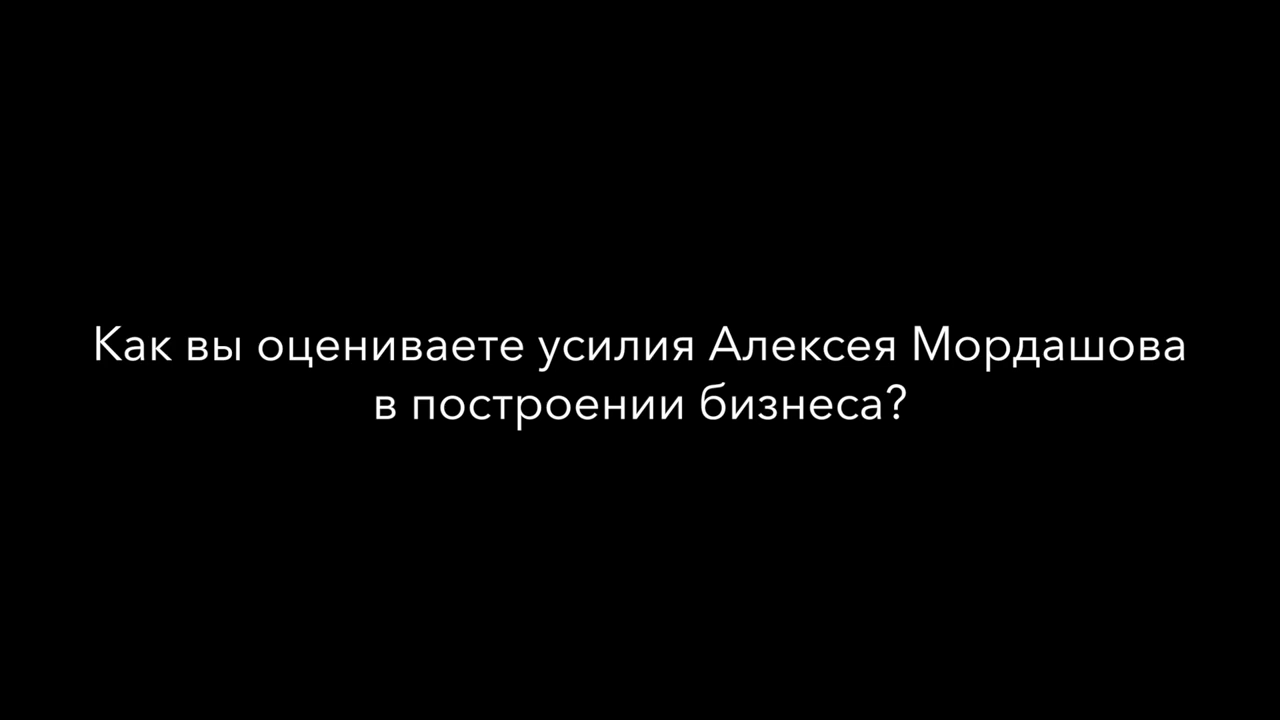 Как вы оцениваете усилия Алексея Мордашова
в построении бизнеса?